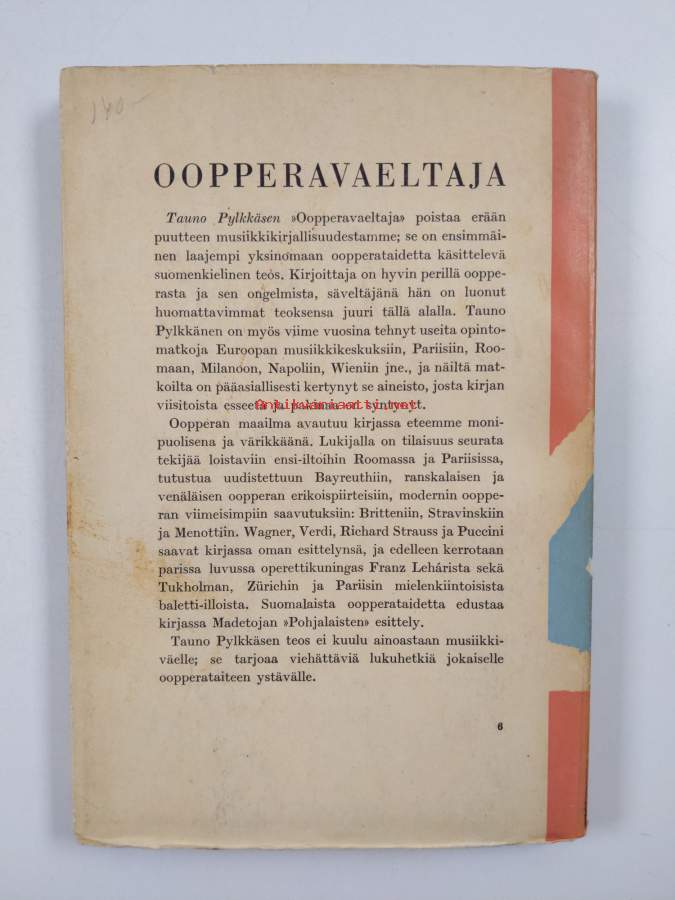 140-
OOPPERAVAELTAJA
Tauno Pylkkäsen »Oopperavaeltaja» poistaa erään
puutteen musiikkikirjallisuudestamme; se on ensimmäi-
nen laajempi yksinomaan oopperataidetta käsittelevä
suomenkielinen teos. Kirjoittaja on hyvin perillä ooppe-
rasta ja sen ongelmista, säveltäjänä hän on luonut
huomattavimmat teoksensa juuri tällä alalla. Tauno
Pylkkänen on myös viime vuosina tehnyt useita opinto-
matkoja Euroopan musiikkikeskuksiin, Pariisiin, Roo-
maan, Milanoon, Napoliin, Wieniin jne., ja näiltä mat-
koilta on pääasiallisesti kertynyt se aineisto, josta kirjan
viisitoista esseetä ja pakinaa on syntynyt.
Oopperan maailma avautuu kirjassa eteemme moni-
puolisena ja värikkäänä. Lukijalla on tilaisuus seurata
tekijää loistaviin ensi-iltoihin Roomassa ja Pariisissa,
tutustua uudistettuun Bayreuthiin, ranskalaisen ja
venäläisen oopperan erikoispiirteisiin, modernin ooppe-
ran viimeisimpiin saavutuksiin: Britteniin, Stravinskiin
ja Menottiin. Wagner, Verdi, Richard Strauss ja Puccini
saavat kirjassa oman esittelynsä, ja edelleen kerrotaan
parissa luvussa operettikuningas Franz Lehárista sekä
Tukholman, Zürichin ja Pariisin mielenkiintoisista
baletti-illoista. Suomalaista oopperataidetta edustaa
kirjassa Madetojan »Pohjalaisten» esittely.
Tauno Pylkkäsen teos ei kuulu ainoastaan musiikki-
väelle; se tarjoaa viehättäviä lukuhetkiä jokaiselle
oopperataiteen ystävälle.
6